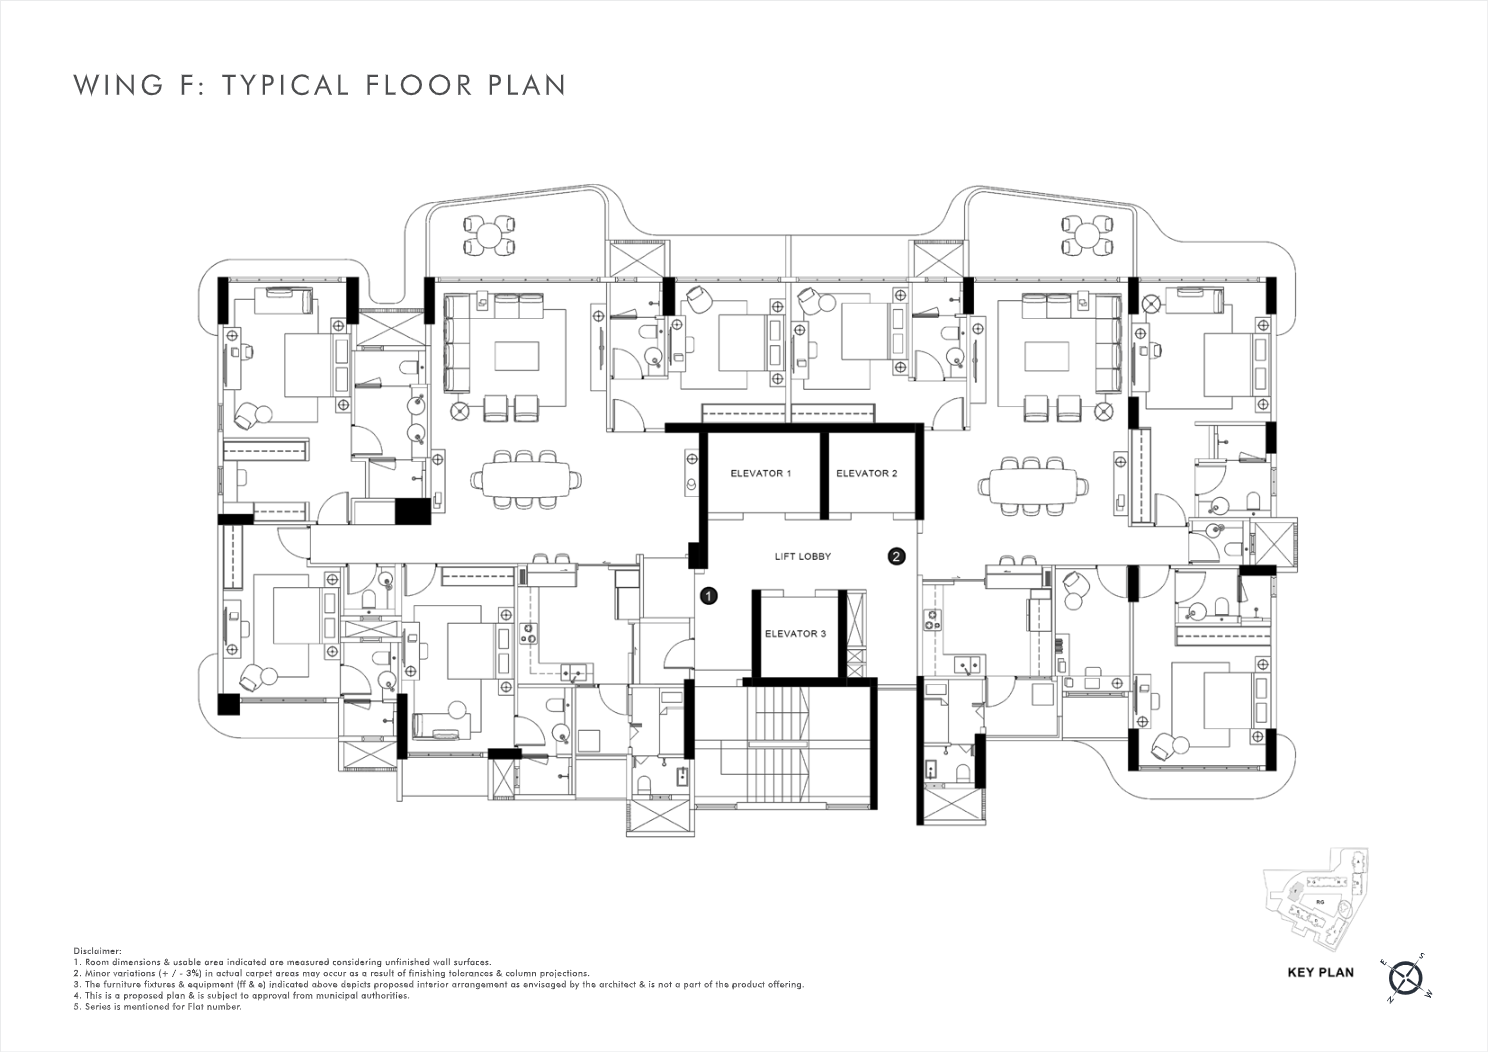 WING F: TYPICAL FLOOR PLAN
ELEVATOR 1
ELEVATOR 2
LIFT LOBBY
2
1
ELEVATOR 3
RG
KEY PLAN
E
S
N
W
Disclaimer:
1. Room dimensions & usable area indicated are measured considering unfinished wall surfaces.
2. Minor variations (+ / - 3%) in actual carpet areas may occur as a result of finishing tolerances & column projections.
3. The furniture fixtures & equipment (ff & e) indicated above depicts proposed interior arrangement as envisaged by the architect & is not a part of the product offering.
4. This is a proposed plan & is subject to approval from municipal authorities.
5. Series is mentioned for Flat number.